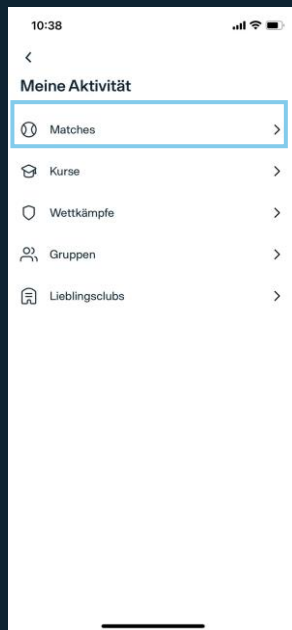 10:38
Meine Aktivität
Matches
Kurse
Wettkämpfe
Gruppen
Lieblingsclubs